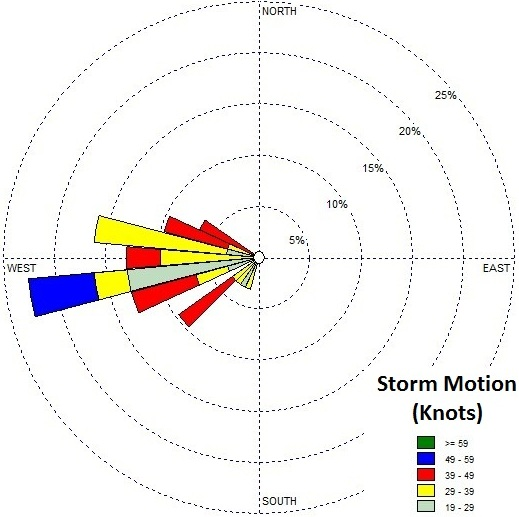 NORTH
25%
20%
15%
10%
5%
WEST
EAST
Storm Motion
(Knots)
>= 59
49 - 59
39 - 49
29 - 39
19 - 29
SOUTH